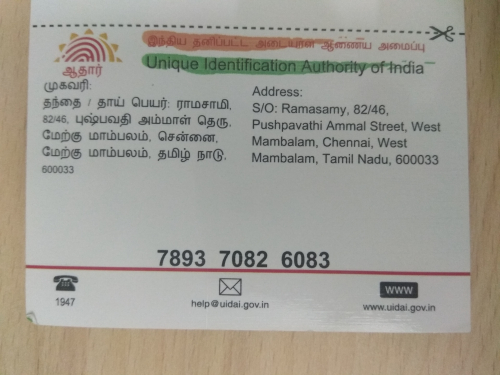 இந்திய தனிப்பட்ட அடையாள ஆணைய அமைப்பு
Unique Identification Authority of India
ஆதார்
முகவரி:
தந்தை / தாய் பெயர்: ராமசாமி,
82/46, புஷ்பவதி அம்மாள் தெரு,
மேற்கு மாம்பலம், சென்னை,
மேற்கு மாம்பலம், தமிழ் நாடு,
600033
Address:
S/O: Ramasamy, 82/46,
Pushpavathi Ammal Street, West
Mambalam, Chennai, West
Mambalam, Tamil Nadu, 600033
7893 7082 6083
1947
help@uidai.gov.in
www
www.uidai.gov.in